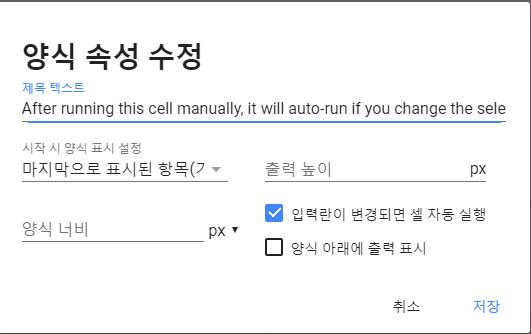 양식 속성 수정
제목 텍스트
After running this cell manually, it will auto-run if you change the sele
시작 시 양식 표시 설정
마지막으로 표시된 항목(기
출력 높이 px
양식 너비 px
입력란이 변경되면 셀 자동 실행
양식 아래에 출력 표시
취소 저장